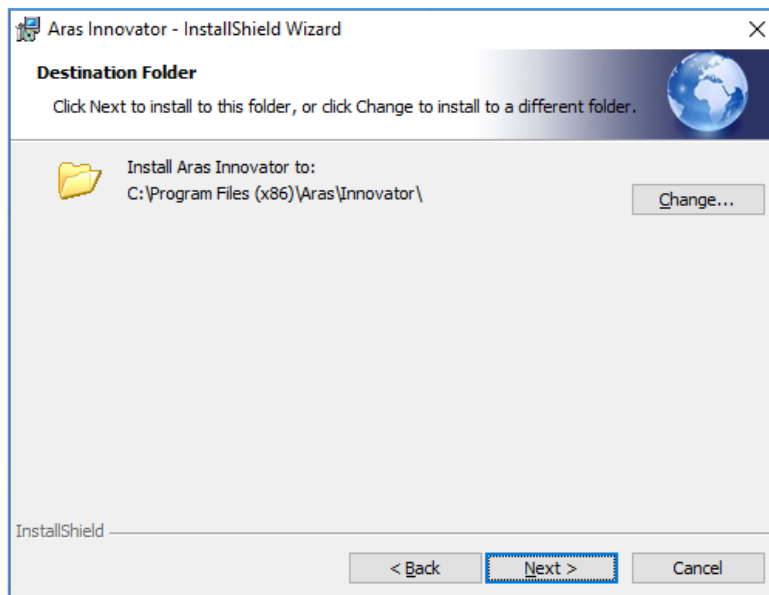 Aras Innovator - InstallShield Wizard
Destination Folder
Click Next to install to this folder, or click Change to install to a different folder.
Install Aras Innovator to:
C:\Program Files (x86)\Aras\Innovator\
Change...
InstallShield
< Back
Next >
Cancel